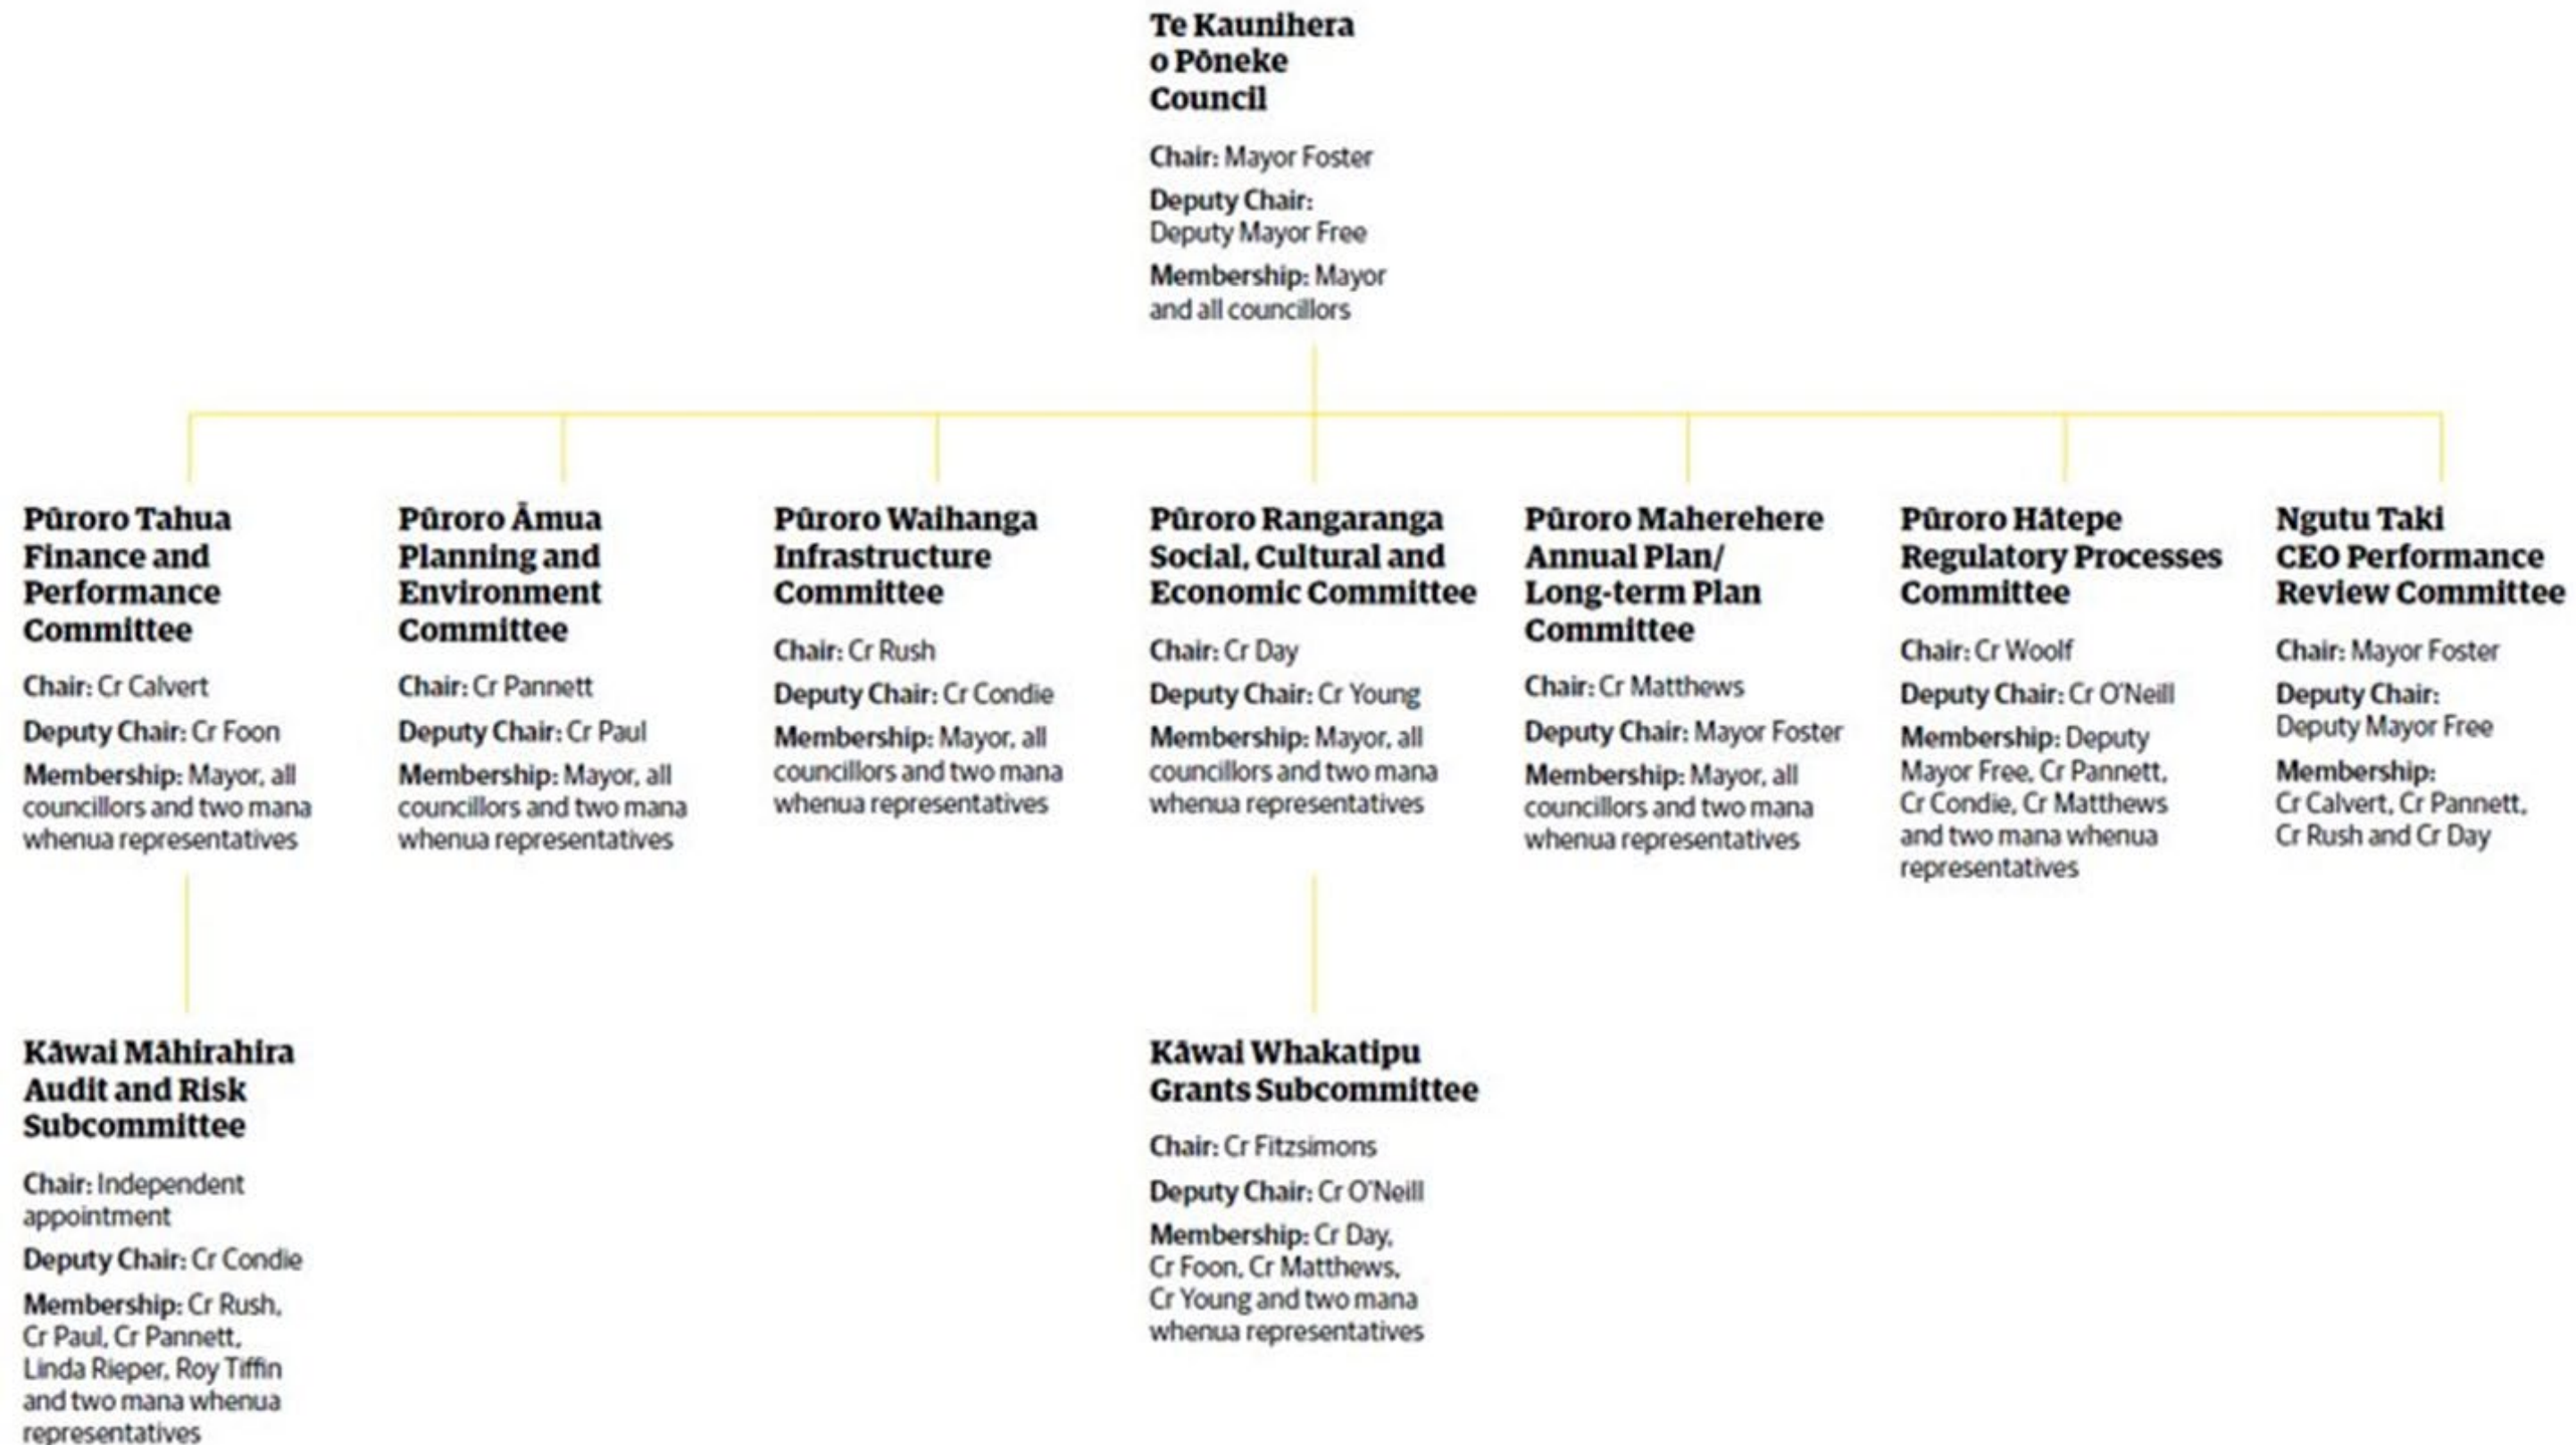 Te Kaunihera
o Pōneke
Council
Chair: Mayor Foster
Deputy Chair:
Deputy Mayor Free
Membership: Mayor
and all councillors
Pūroro Tahua
Finance and
Performance
Committee
Chair: Cr Calvert
Deputy Chair: Cr Foon
Membership: Mayor, all
councillors and two mana
whenua representatives
Pūroro Āmua
Planning and
Environment
Committee
Chair: Cr Pannett
Deputy Chair: Cr Paul
Membership: Mayor, all
councillors and two mana
whenua representatives
Pūroro Waihanga
Infrastructure
Committee
Chair: Cr Rush
Deputy Chair: Cr Condie
Membership: Mayor, all
councillors and two mana
whenua representatives
Pūroro Rangaranga
Social, Cultural and
Economic Committee
Chair: Cr Day
Deputy Chair: Cr Young
Membership: Mayor, all
councillors and two mana
whenua representatives
Pūroro Maherehere
Annual Plan/
Long-term Plan
Committee
Chair: Cr Matthews
Deputy Chair: Mayor Foster
Membership: Mayor, all
councillors and two mana
whenua representatives
Pūroro Hātepe
Regulatory Processes
Committee
Chair: Cr Woolf
Deputy Chair: Cr O'Neill
Membership: Deputy
Mayor Free, Cr Pannett,
Cr Condie, Cr Matthews
and two mana whenua
representatives
Ngutu Taki
CEO Performance
Review Committee
Chair: Mayor Foster
Deputy Chair:
Deputy Mayor Free
Membership:
Cr Calvert, Cr Pannett,
Cr Rush and Cr Day
Kāwai Māhirahira
Audit and Risk
Subcommittee
Chair: Independent
appointment
Deputy Chair: Cr Condie
Membership: Cr Rush,
Cr Paul, Cr Pannett,
Linda Rieper, Roy Tiffin
and two mana whenua
representatives
Kāwai Whakatipu
Grants Subcommittee
Chair: Cr Fitzsimons
Deputy Chair: Cr O'Neill
Membership: Cr Day,
Cr Foon, Cr Matthews,
Cr Young and two mana
whenua representatives